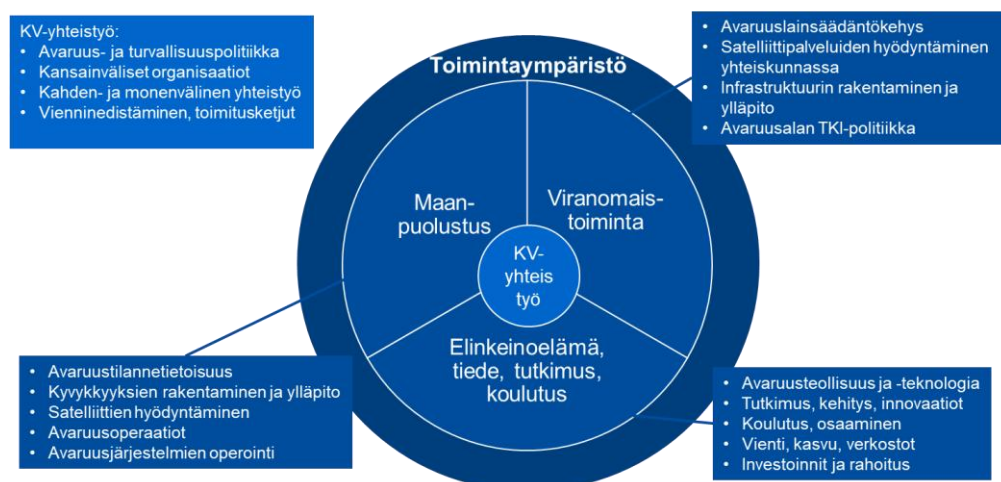 KV-yhteistyö:
• Avaruus- ja turvallisuuspolitiikka
• Kansainväliset organisaatiot
• Kahden- ja monenvälinen yhteistyö
• Vienninedistäminen, toimitusketjut
• Avaruuslainsäädäntökehys
• Satelliittipalveluiden hyödyntäminen
yhteiskunnassa
• Infrastruktuurin rakentaminen ja
ylläpito
• Avaruusalan TKI-politiikka
Toimintaympäristö
Maan-
puolustus
Viranomais-
toiminta
KV-
yhteis
työ
Elinkeinoelämä,
tiede, tutkimus,
koulutus
• Avaruustilannetietoisuus
• Kyvykkyyksien rakentaminen ja ylläpito
• Satelliittien hyödyntäminen
• Avaruusoperaatiot
• Avaruusjärjestelmien operointi
• Avaruusteollisuus ja -teknologia
• Tutkimus, kehitys, innovaatiot
• Koulutus, osaaminen
• Vienti, kasvu, verkostot
• Investoinnit ja rahoitus